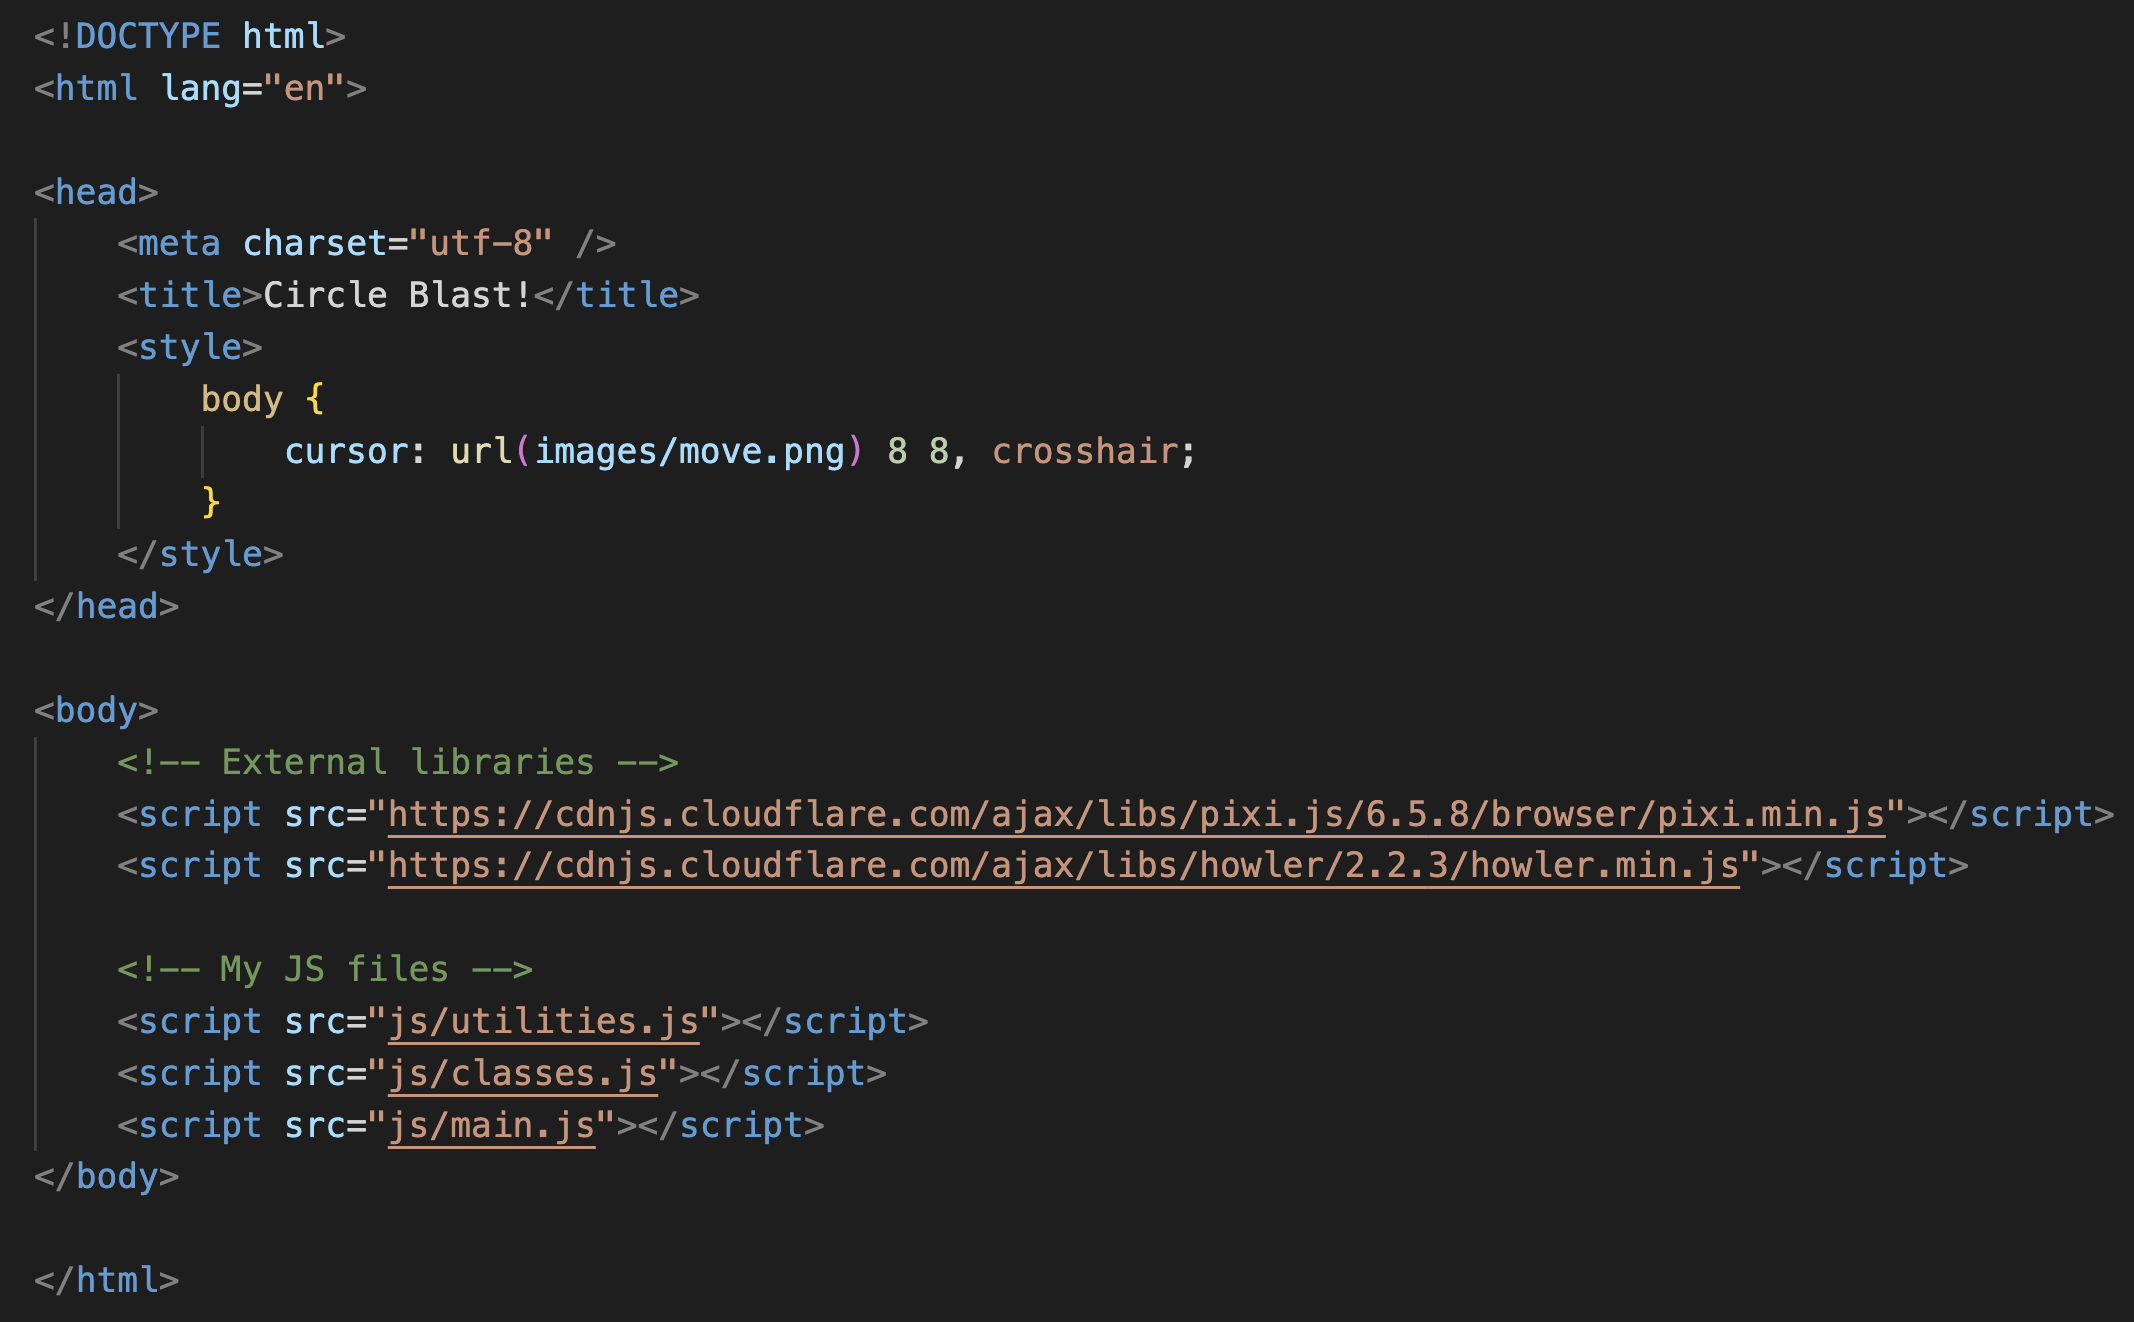 <!DOCTYPE html>
<html lang="en">
<head>
<meta charset="utf-8" />
<title>Circle Blast!</title>
<style>
body {
cursor: url(images/move.png) 8 8, crosshair;
}
</style>
</head>
<body>
<!-- External libraries -->
<script src="https://cdnjs.cloudflare.com/ajax/libs/pixi.js/6.5.8/browser/pixi.min.js"></script>
<script src="https://cdnjs.cloudflare.com/ajax/libs/howler/2.2.3/howler.min.js"></script>
<!-- My JS files -->
<script src="js/utilities.js"></script>
<script src="js/classes.js"></script>
<script src="js/main.js"></script>
</body>
</html>